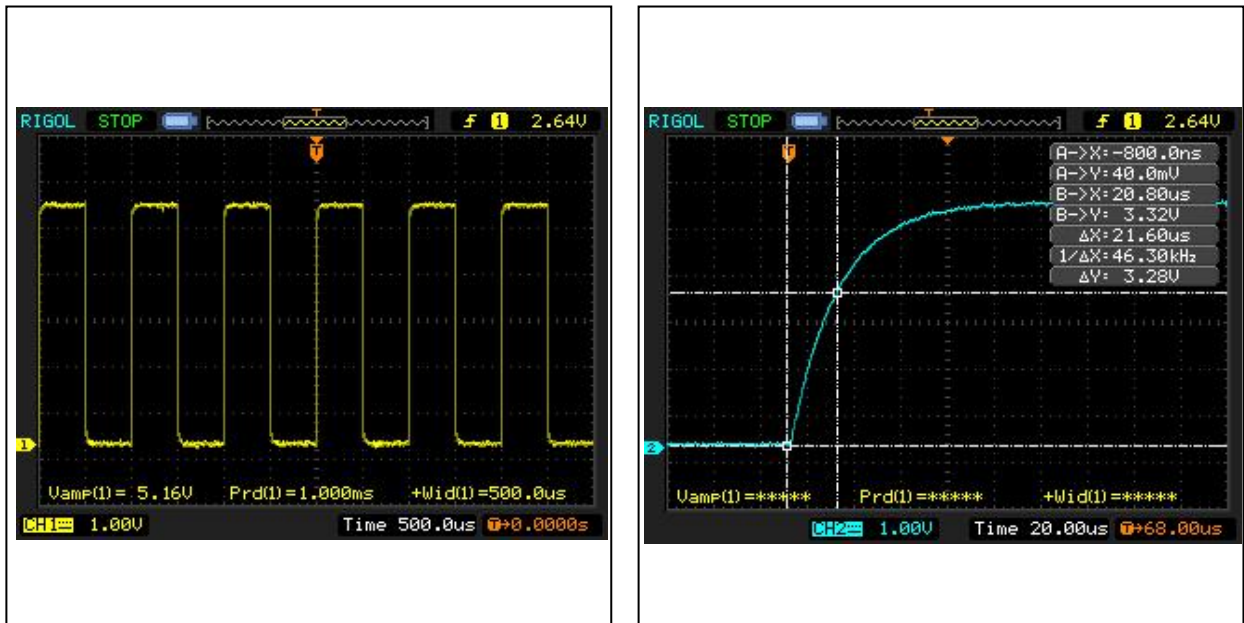 RIGOL STOP T f 1 2.64V
T
1
Vamp(1)= 5.16V Prd(1)=1.000ms +Wid(1)=500.0us
CH1 1.00V Time 500.0us T→0.0000s
RIGOL STOP T f 1 2.64V
T
A->X:-800.0ns
A->Y:40.0mV
B->X:20.80us
B->Y: 3.32V
ΔX:21.60us
1/ΔX:46.30kHz
ΔY: 3.28V
2
Vamp(1)=***** Prd(1)=***** +Wid(1)=*****
CH2 1.00V Time 20.00us T→68.00us